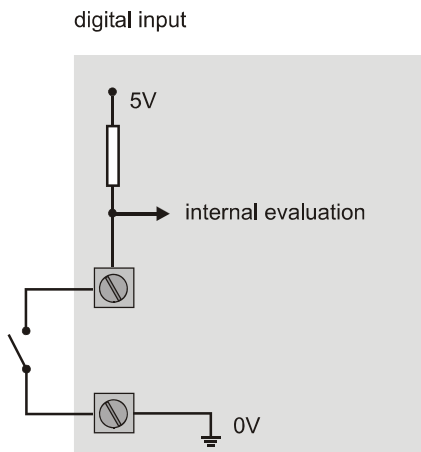 digital input
5V
internal evaluation
0V